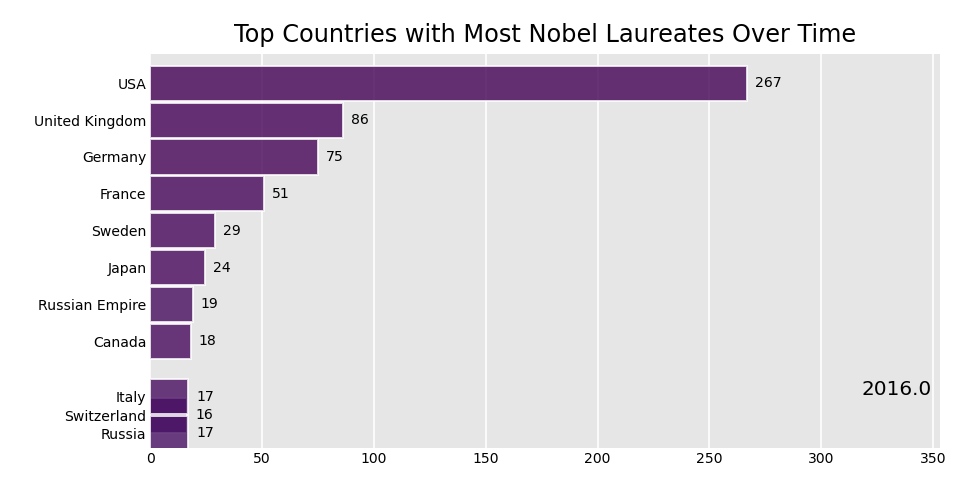 Top Countries with Most Nobel Laureates Over Time
USA 267
United Kingdom 86
Germany 75
France 51
Sweden 29
Japan 24
Russian Empire 19
Canada 18
2016.0
Italy 17
Switzerland 16
Russia 17
0 50 100 150 200 250 300 350